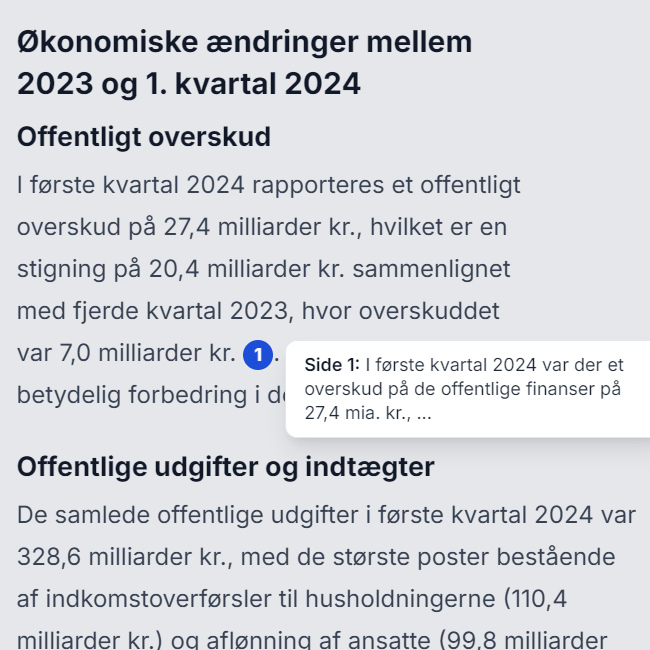 Økonomiske ændringer mellem
2023 og 1. kvartal 2024
Offentligt overskud
I første kvartal 2024 rapporteres et offentligt
overskud på 27,4 milliarder kr., hvilket er en
stigning på 20,4 milliarder kr. sammenlignet
med fjerde kvartal 2023, hvor overskuddet
var 7,0 milliarder kr. 1.
betydelig forbedring i
Side 1: I første kvartal 2024 var der et
overskud på de offentlige finanser på
27,4 mia. kr., ...
Offentlige udgifter og indtægter
De samlede offentlige udgifter i første kvartal 2024 var
328,6 milliarder kr., med de største poster bestående
af indkomstoverførsler til husholdningerne (110,4
milliarder kr.) og aflønning af ansatte (99,8 milliarder